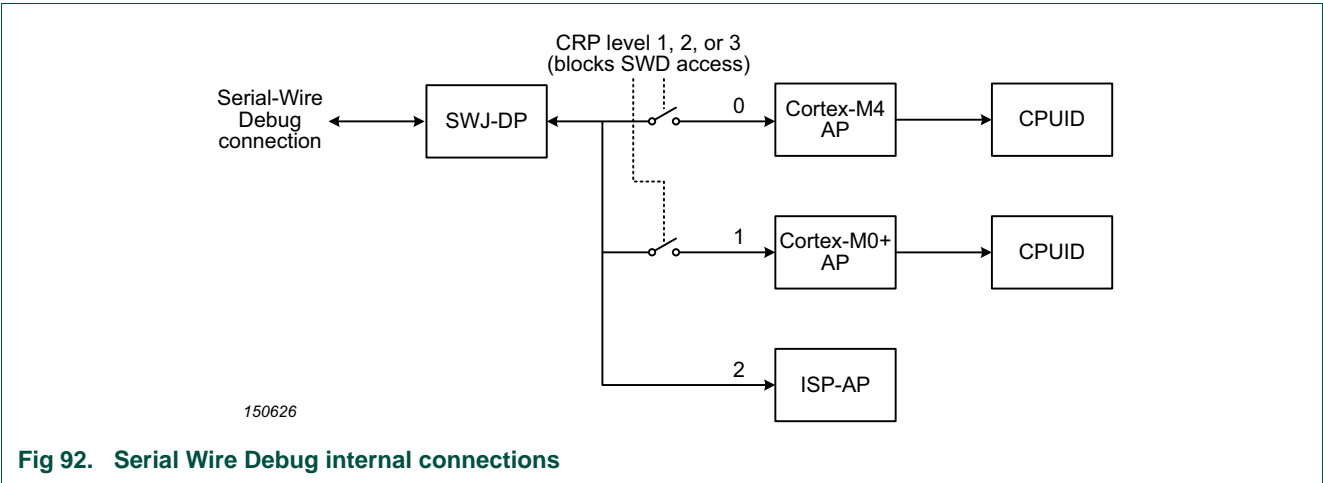 CRP level 1, 2, or 3
(blocks SWD access)
Serial-Wire
Debug
connection
SWJ-DP
0
Cortex-M4
AP
CPUID
1
Cortex-M0+
AP
CPUID
2
ISP-AP
150626
Fig 92. Serial Wire Debug internal connections